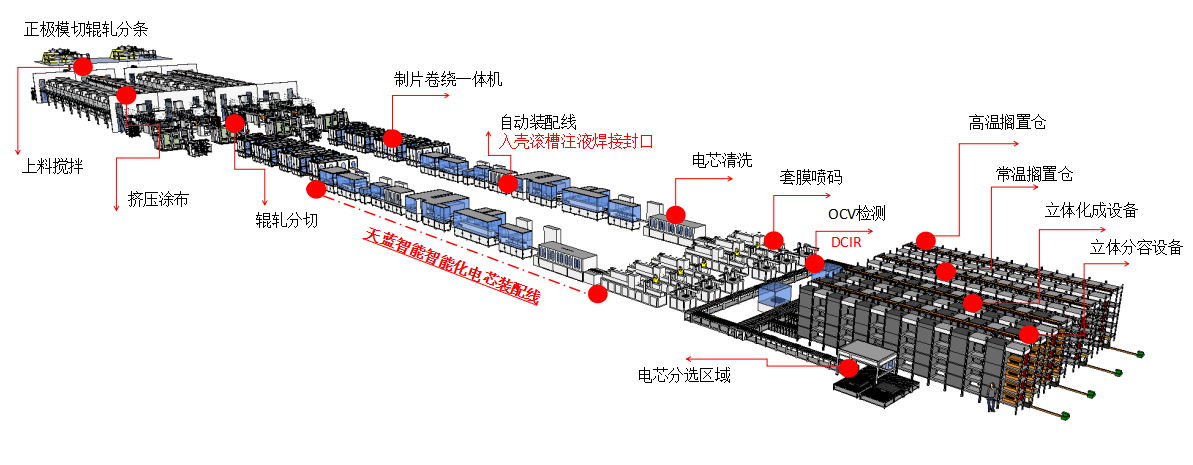 正极模切辊轧分条
制片卷绕一体机
自动装配线
入壳滚槽注液焊接封口
高温搁置仓
上料搅拌
电芯清洗
常温搁置仓
套膜喷码
挤压涂布
OCV检测
立体化成设备
辊轧分切
DCIR
立体分容设备
天蓝智能智能化电芯装配线
电芯分选区域